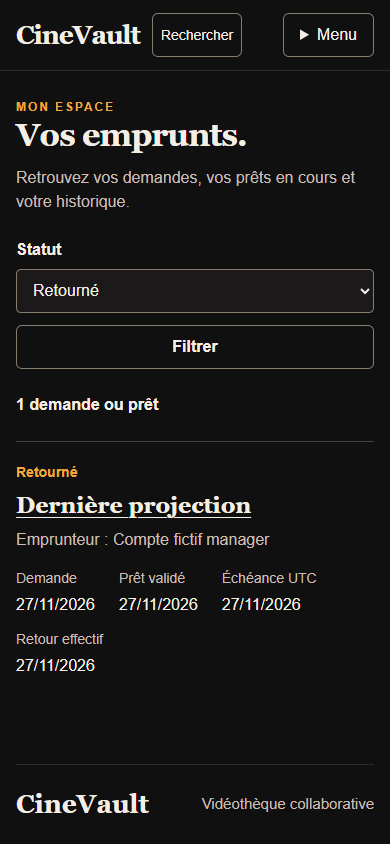 CineVault Rechercher ▶ Menu
MON ESPACE
Vos emprunts.
Retrouvez vos demandes, vos prêts en cours et
votre historique.
Statut
Retourné
Filtrer
1 demande ou prêt
Retourné
Dernière projection
Emprunteur : Compte fictif manager
Demande Prêt validé Échéance UTC
27/11/2026 27/11/2026 27/11/2026
Retour effectif
27/11/2026
CineVault Vidéothèque collaborative